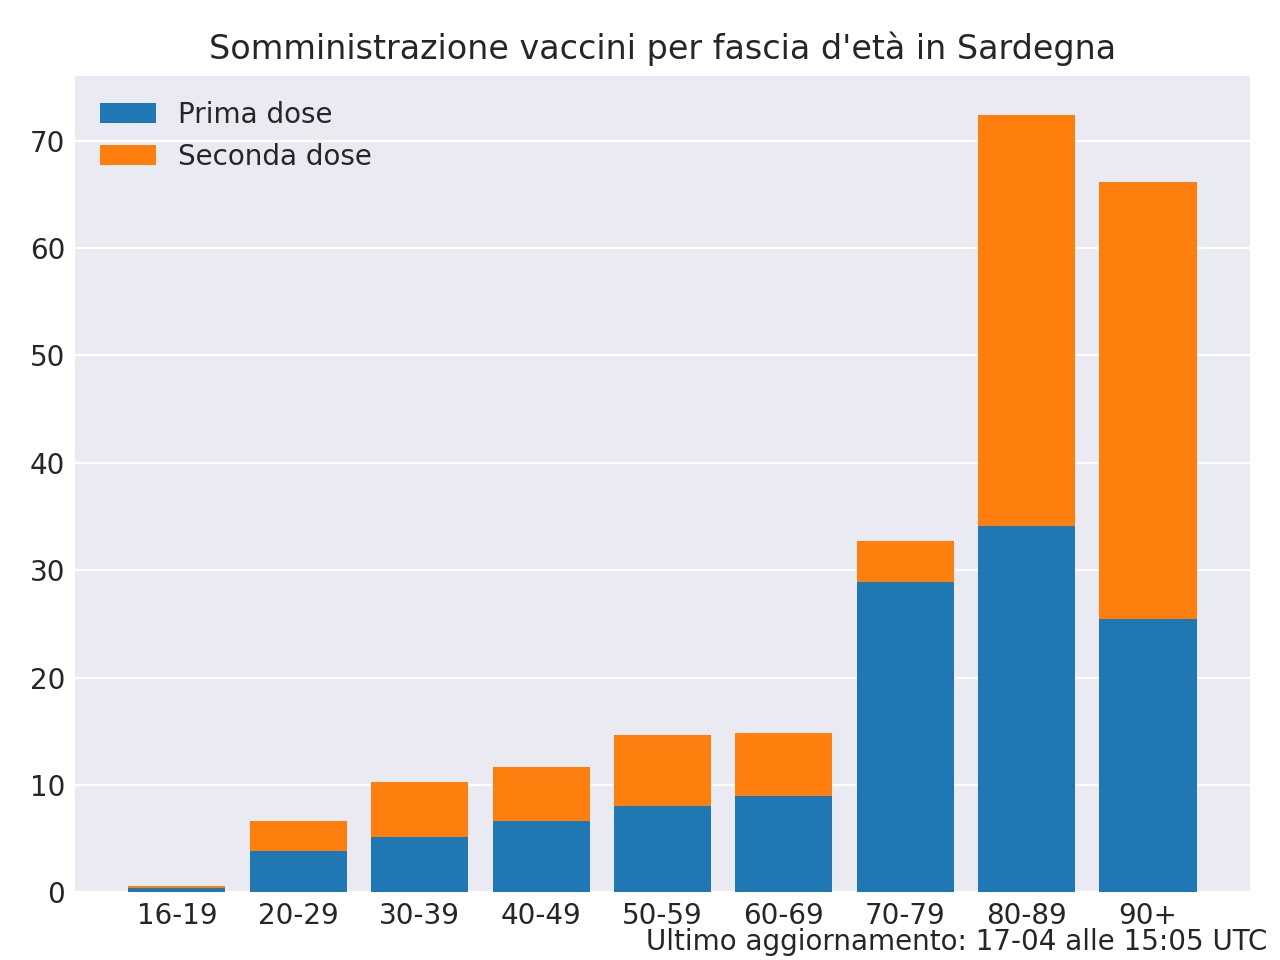 Somministrazione vaccini per fascia d'età in Sardegna
Prima dose
Seconda dose
70
60
50
40
30
20
10
0
16-19 20-29 30-39 40-49 50-59 60-69 70-79 80-89 90+
Ultimo aggiornamento: 17-04 alle 15:05 UTC